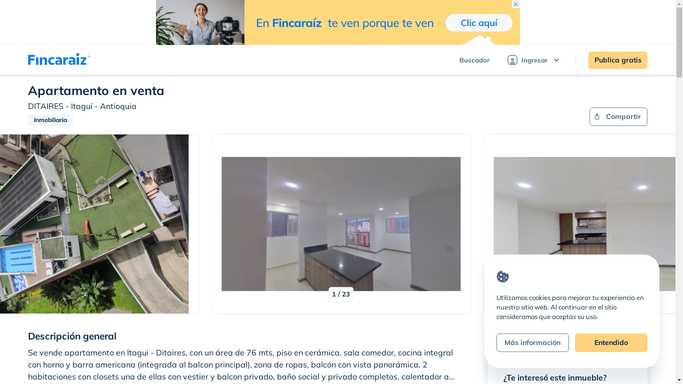 En Fincaraíz te ven porque te ven
Clic aquí
Fincaraiz
Buscador
Ingresar
Publica gratis
Apartamento en venta
DITAIRES - Itaguí - Antioquia
Inmobiliaria
Compartir
1 / 23
Utilizamos cookies para mejorar tu experiencia en
nuestro sitio web. Al continuar en el sitio
consideramos que aceptas su uso.
Más información
Entendido
Descripción general
Se vende apartamento en Itagui - Ditaires, con un área de 76 mts, piso en cerámica, sala comedor, cocina integral
con horno y barra americana (integrada al balcon principal), zona de ropas, balcón con vista panorámica, 2
habitaciones con closets una de ellas con vestier y balcon privado, baño social y privado completos, calentador a...
¿Te interesó este inmueble?